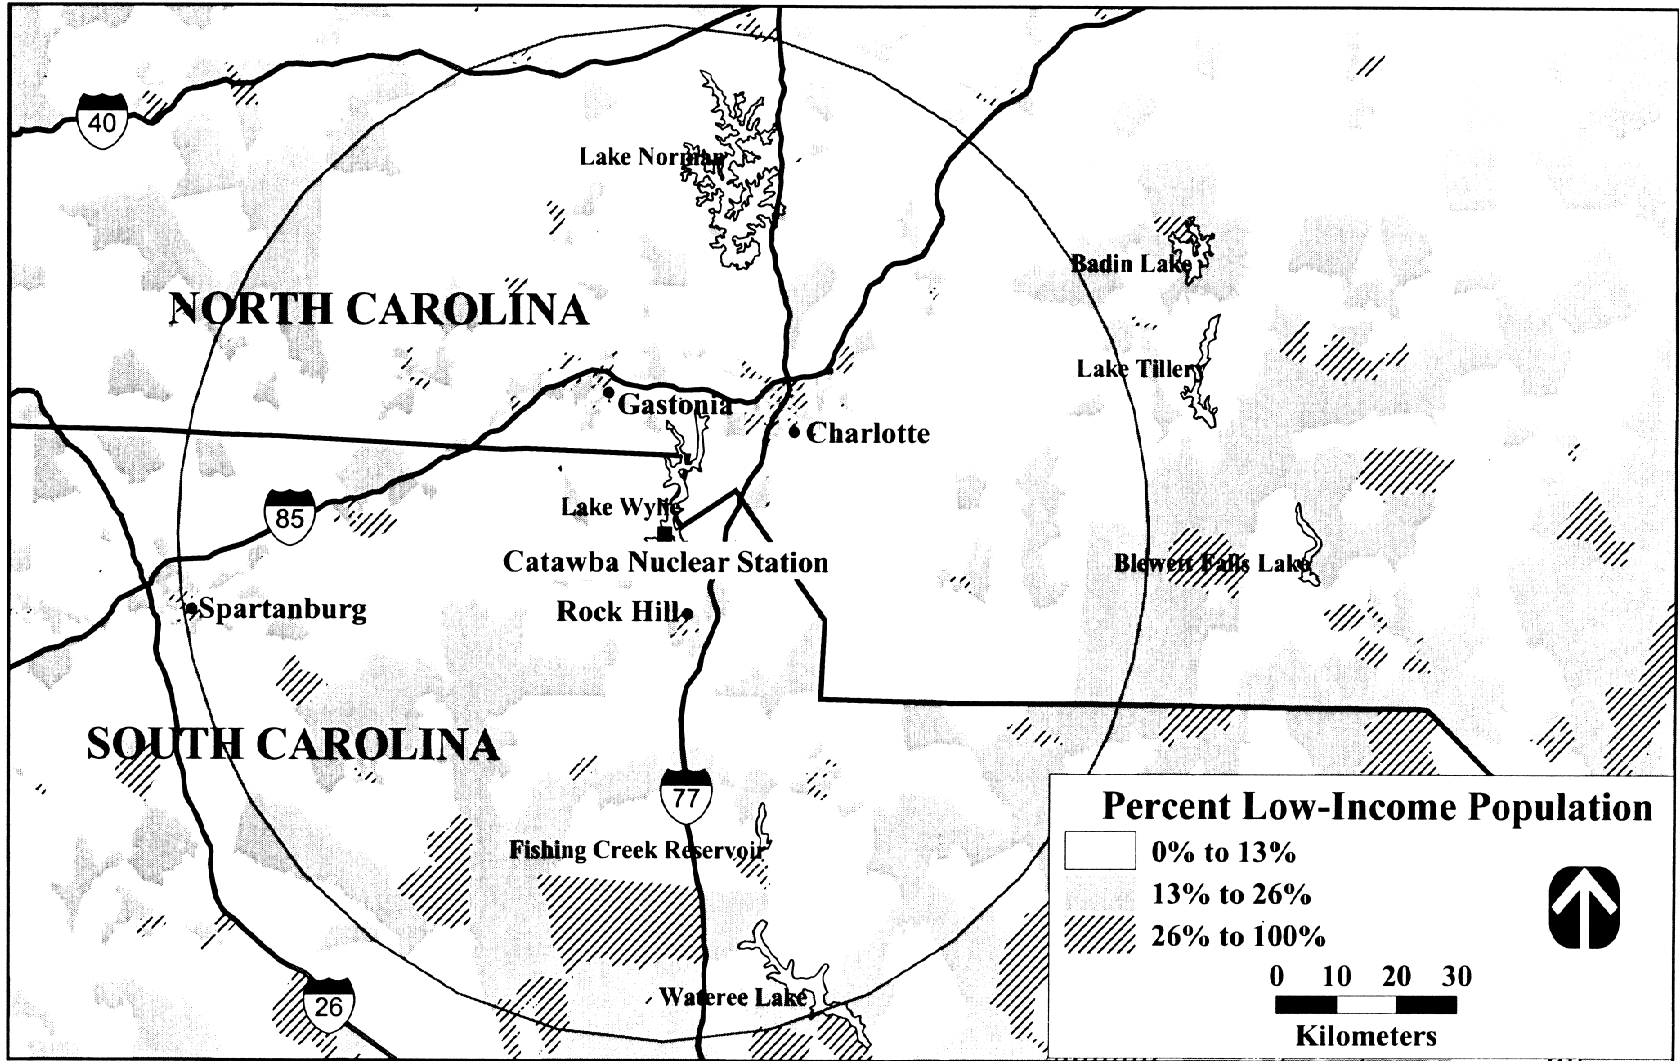 40
Lake Norman
Badin Lake
NORTH CAROLINA
Lake Tillery
Gastonia
Charlotte
85
Lake Wylie
Catawba Nuclear Station
Blewett Falls Lake
Spartanburg
Rock Hill
SOUTH CAROLINA
77
Fishing Creek Reservoir
Wateree Lake
26
Percent Low-Income Population
0% to 13%
13% to 26%
26% to 100%
0 10 20 30
Kilometers